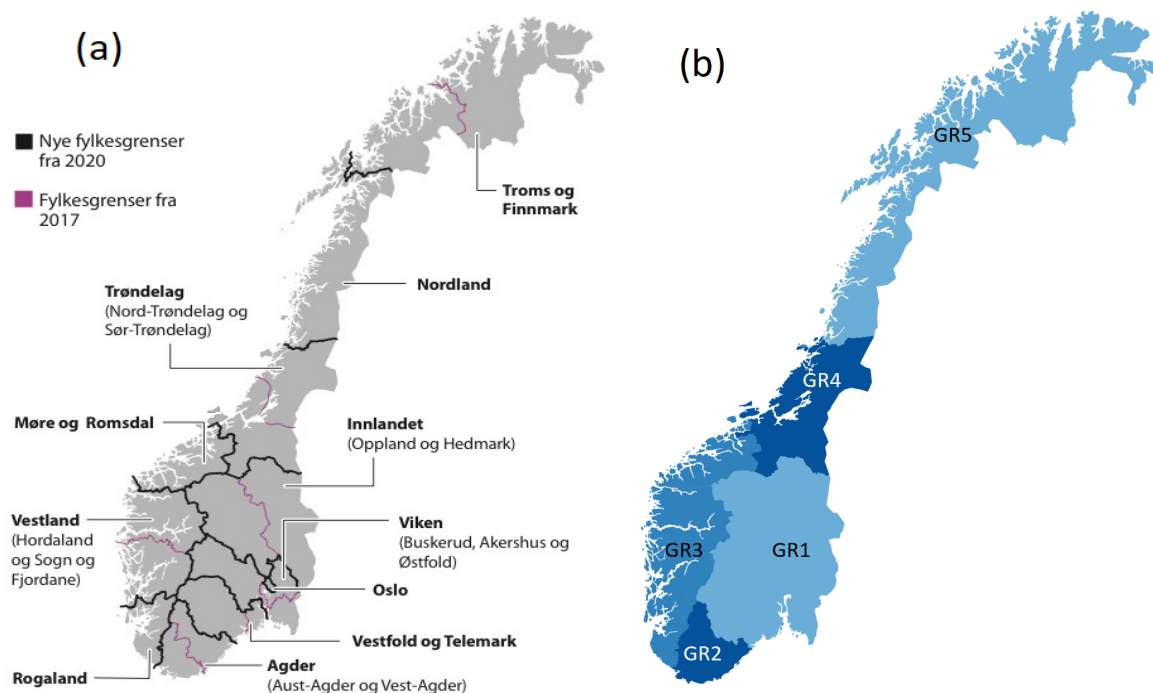 (a)
Nye fylkesgrenser
fra 2020
Fylkesgrenser fra
2017
Troms og
Finnmark
Nordland
Trøndelag
(Nord-Trøndelag og
Sør-Trøndelag)
Møre og Romsdal
Innlandet
(Oppland og Hedmark)
Vestland
(Hordaland
og Sogn og
Fjordane)
Viken
(Buskerud, Akershus og
Østfold)
Oslo
Vestfold og Telemark
Rogaland
Agder
(Aust-Agder og Vest-Agder)
(b)
GR5
GR4
GR3
GR1
GR2